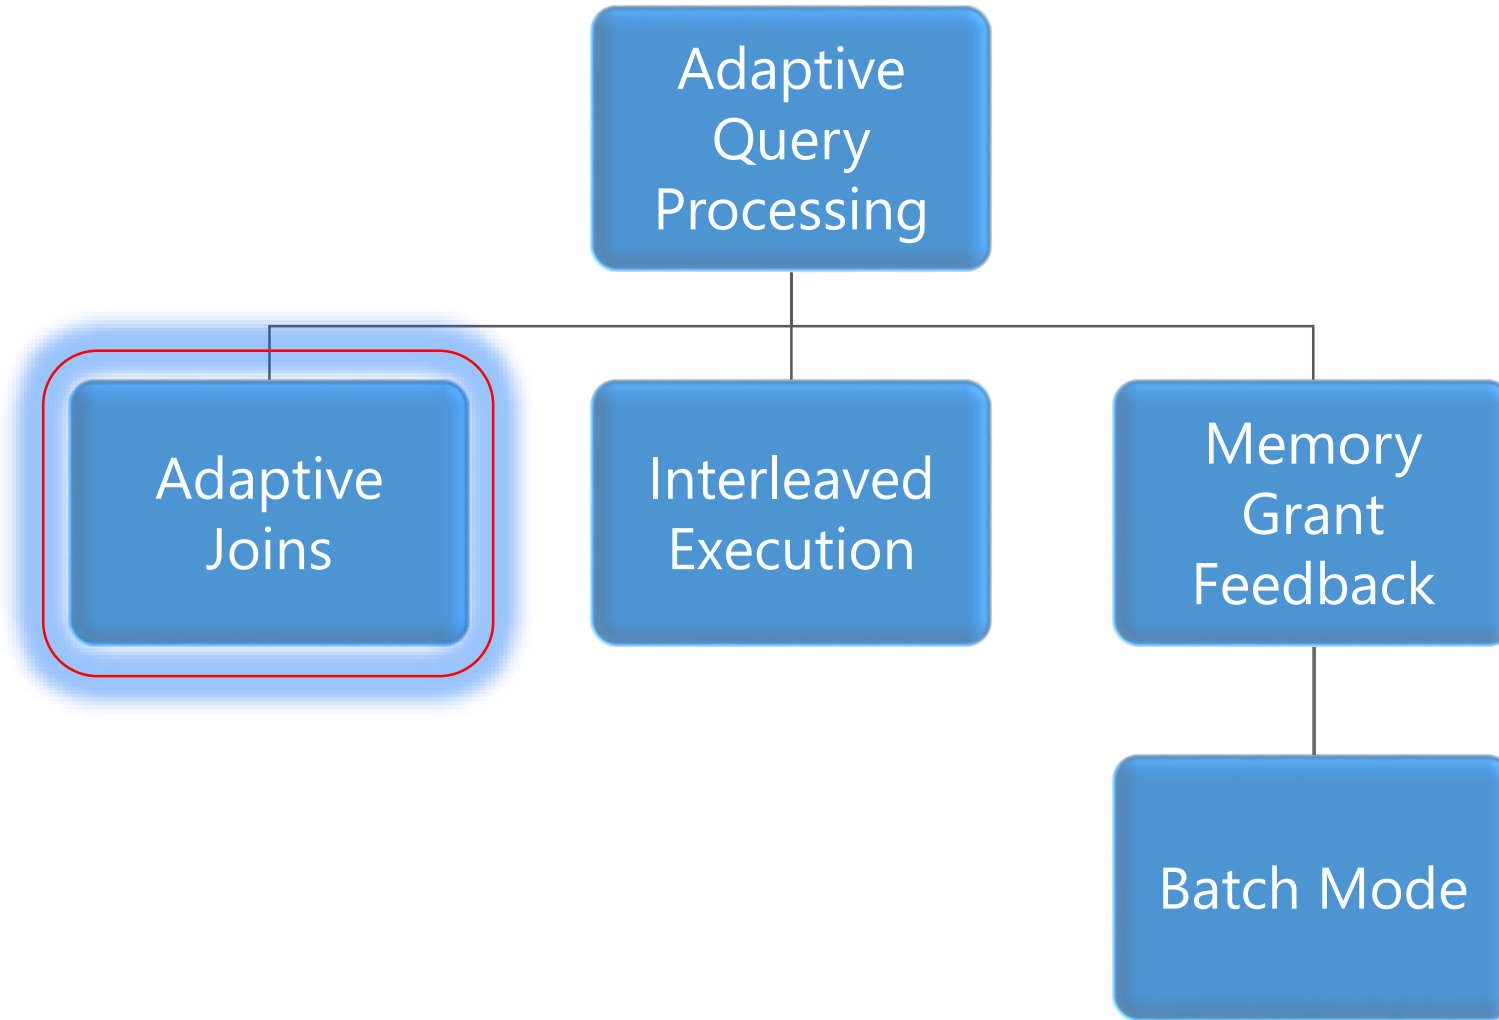 Adaptive
Query
Processing
Adaptive
Joins
Interleaved
Execution
Memory
Grant
Feedback
Batch Mode